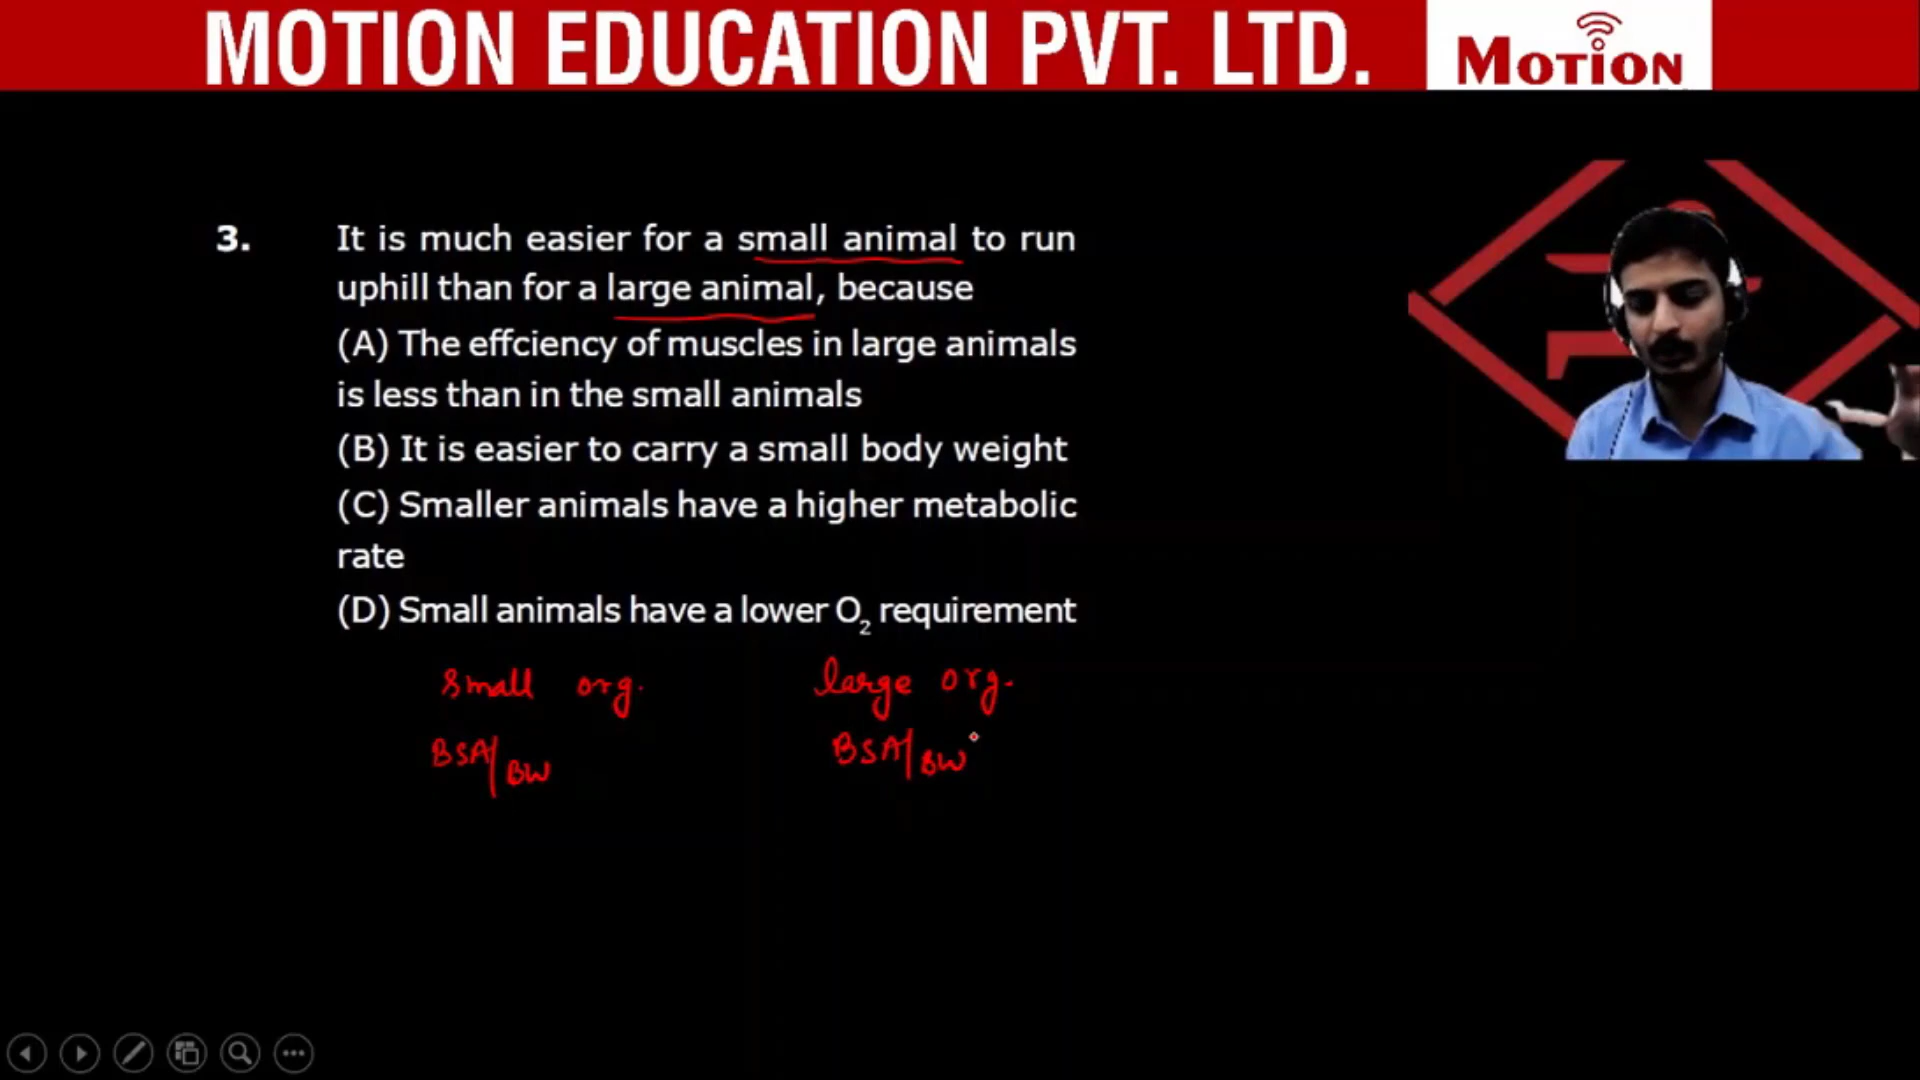 MOTION EDUCATION PVT. LTD.
MOTION
3. It is much easier for a small animal to run
uphill than for a large animal, because
(A) The effciency of muscles in large animals
is less than in the small animals
(B) It is easier to carry a small body weight
(C) Smaller animals have a higher metabolic
rate
(D) Small animals have a lower O₂ requirement
Small org. large org.
BSA/BW BSA/BW